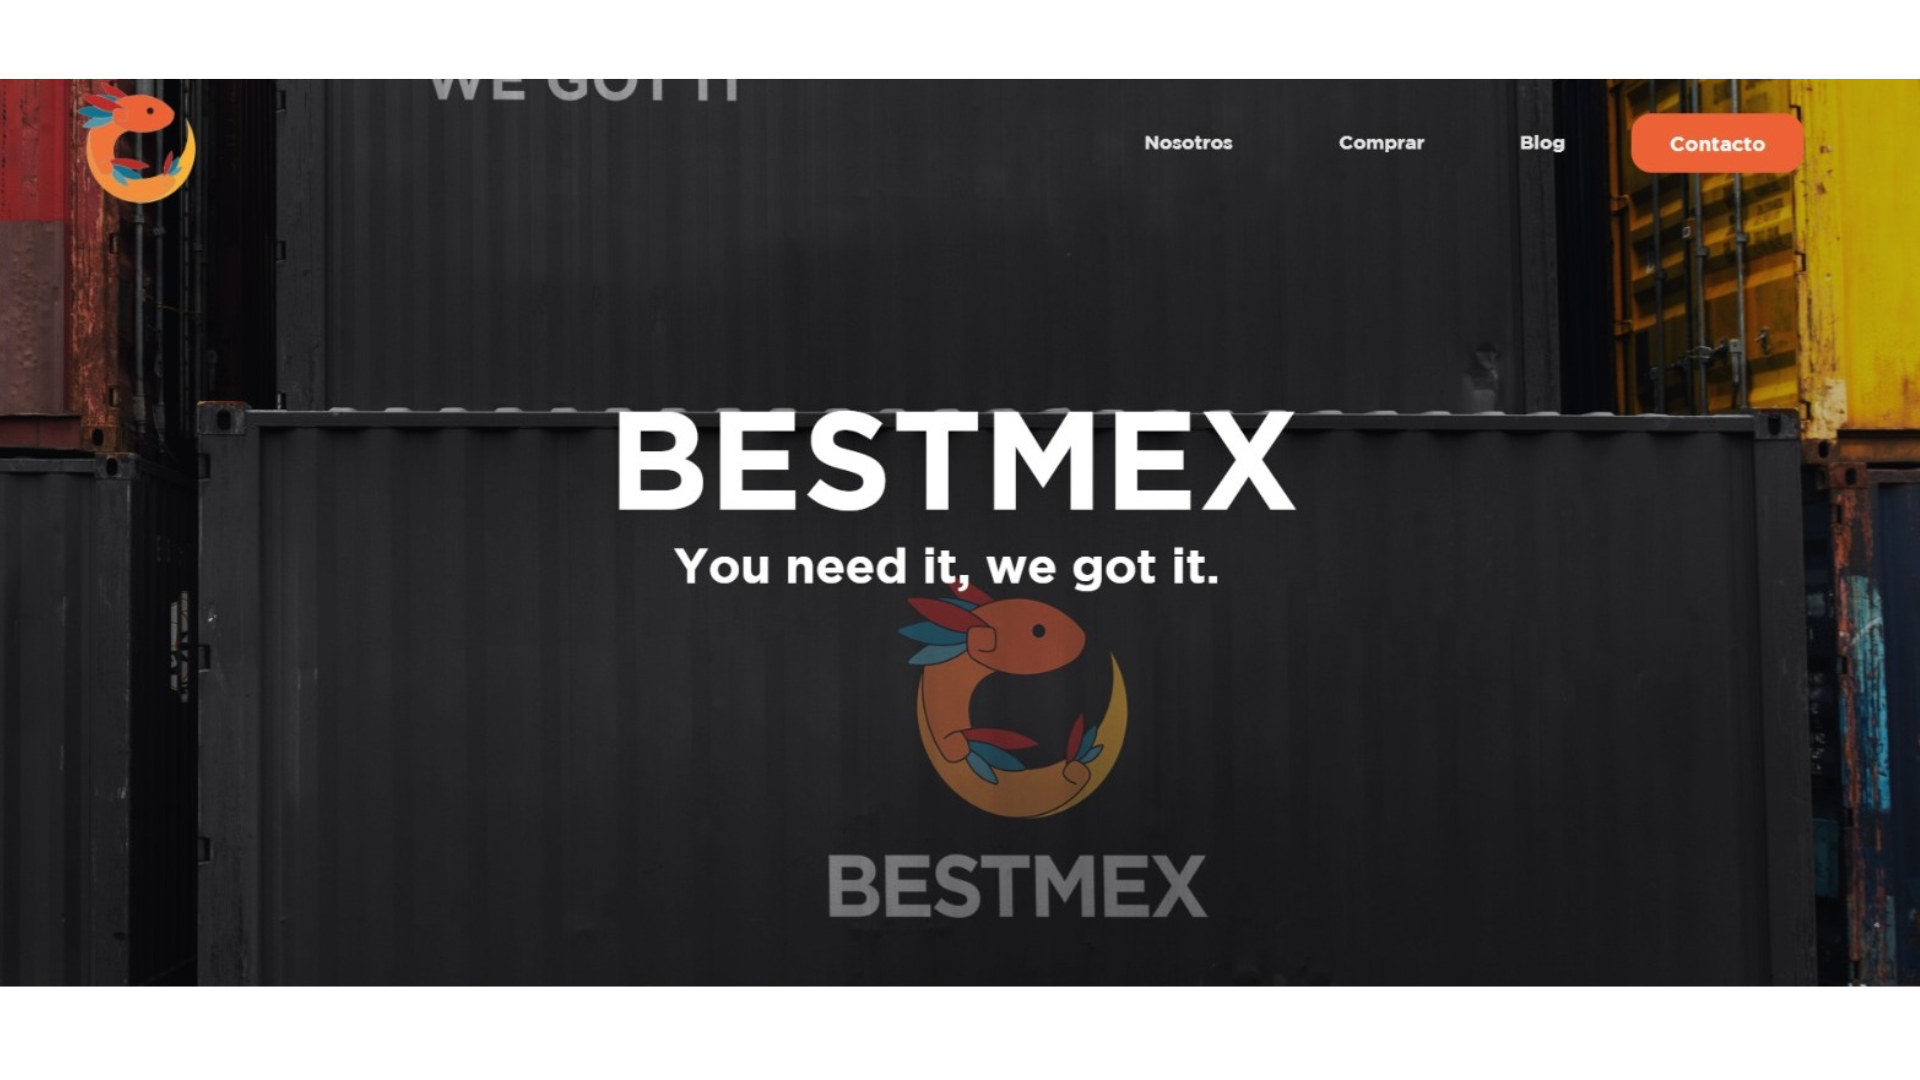 WE GOT IT
Nosotros
Comprar
Blog
Contacto
BESTMEX
You need it, we got it.
BESTMEX